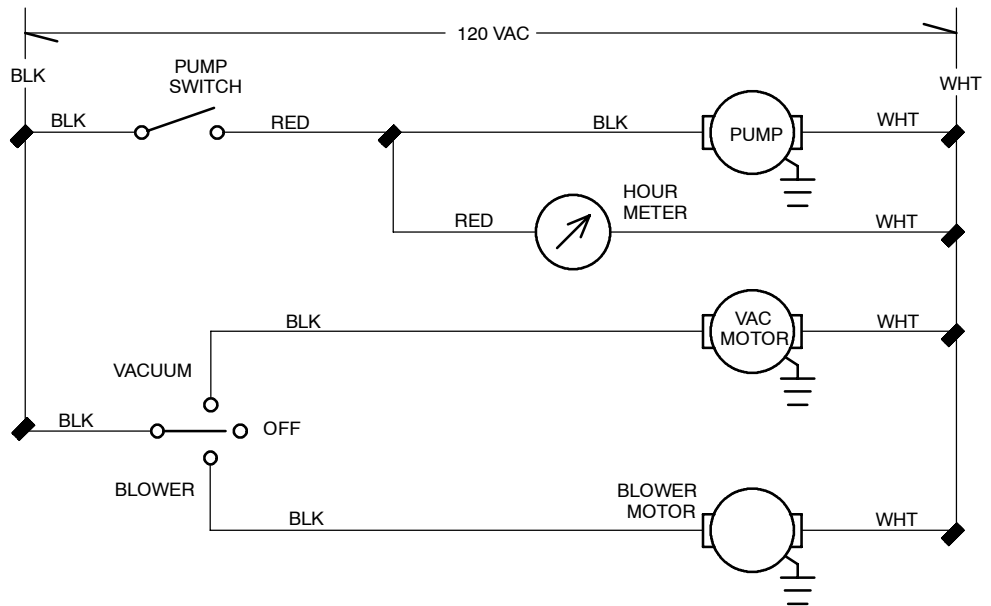 120 VAC
BLK
PUMP
SWITCH
WHT
BLK
RED
BLK
PUMP
WHT
RED
HOUR
METER
WHT
BLK
VAC
MOTOR
WHT
VACUUM
BLK
OFF
BLOWER
BLOWER
MOTOR
BLK
WHT